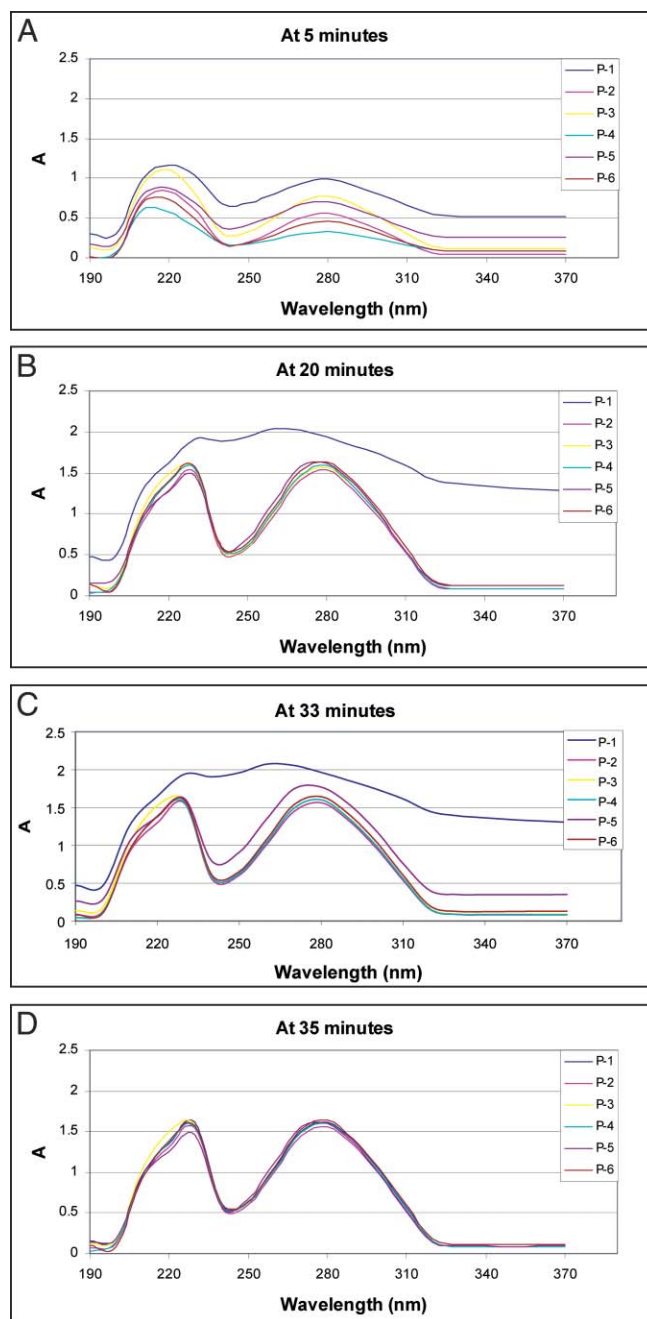 A
At 5 minutes
2.5
2
1.5
1
0.5
0
A
190 220 250 280 310 340 370
Wavelength (nm)
P-1
P-2
P-3
P-4
P-5
P-6
B
At 20 minutes
2.5
2
1.5
1
0.5
0
A
190 220 250 280 310 340 370
Wavelength (nm)
P-1
P-2
P-3
P-4
P-5
P-6
C
At 33 minutes
2.5
2
1.5
1
0.5
0
A
190 220 250 280 310 340 370
Wavelength (nm)
P-1
P-2
P-3
P-4
P-5
P-6
D
At 35 minutes
2.5
2
1.5
1
0.5
0
A
190 220 250 280 310 340 370
Wavelength (nm)
P-1
P-2
P-3
P-4
P-5
P-6